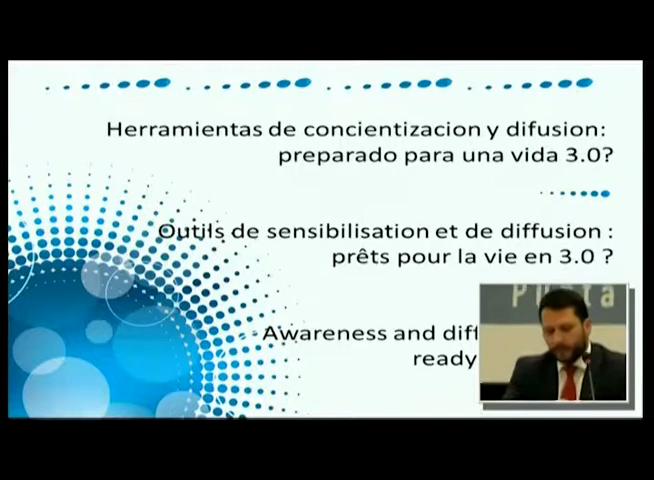 Herramientas de concientizacion y difusion:
preparado para una vida 3.0?
Outils de sensibilisation et de diffusion :
prêts pour la vie en 3.0 ?
Awareness and
ready